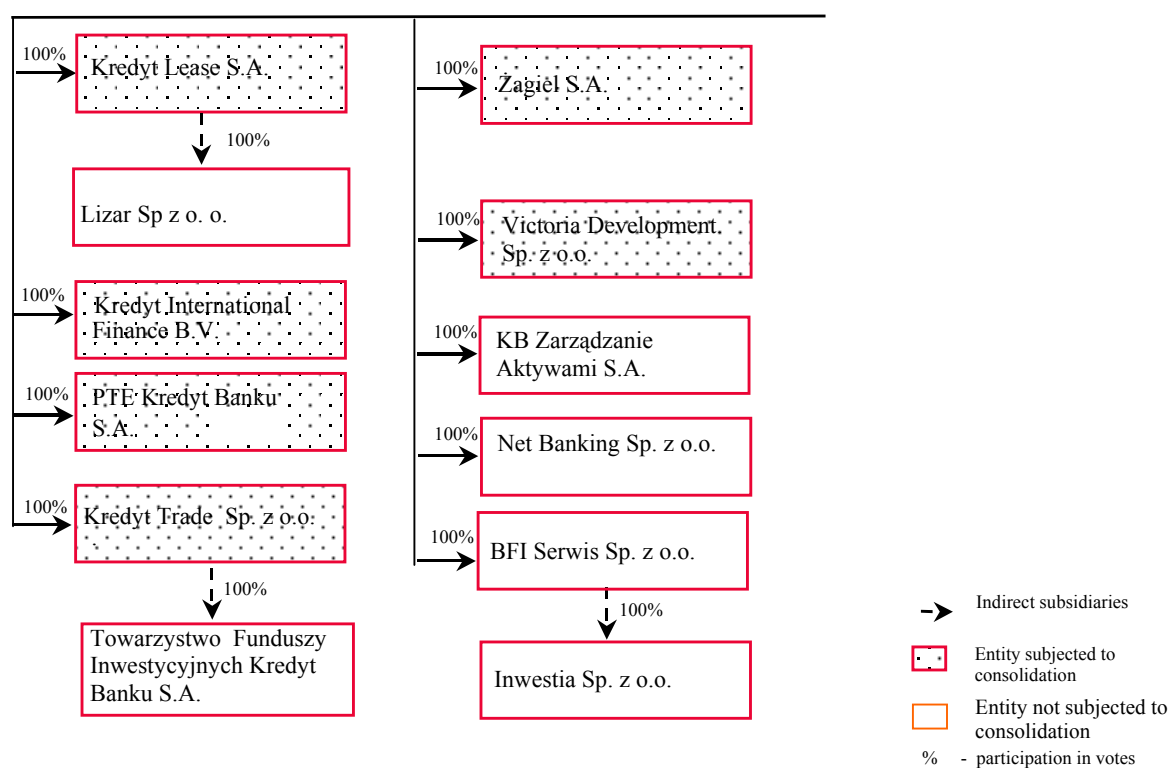 100%
Kredyt Lease S.A.
100%
Lizar Sp z o. o.
100%
Kredyt International
Finance B.V.
100%
PTE Kredyt Banku
S.A.
100%
Kredyt Trade Sp. z o.o.
.
100%
Towarzystwo Funduszy
Inwestycyjnych Kredyt
Banku S.A.
100%
Żagiel S.A.
100%
Victoria Development
Sp. z o.o.
100%
KB Zarządzanie
Aktywami S.A.
100%
Net Banking Sp. z o.o.
100%
BFI Serwis Sp. z o.o.
100%
Inwestia Sp. z o.o.
Indirect subsidiaries
Entity subjected to
consolidation
Entity not subjected to
consolidation
% - participation in votes